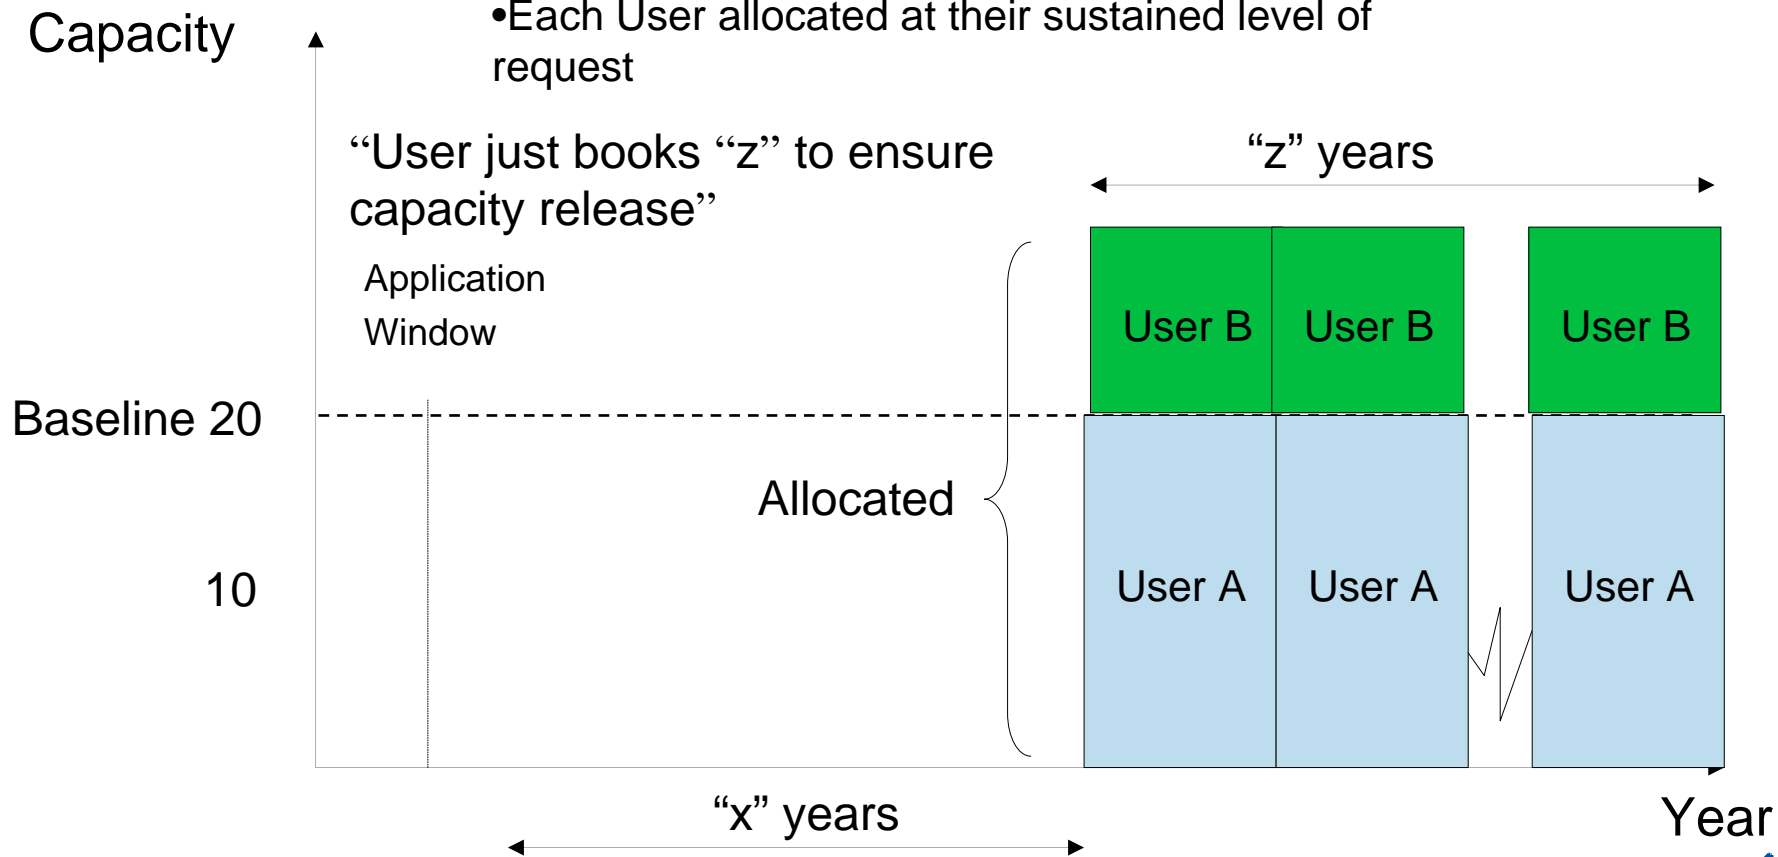 Capacity
•Each User allocated at their sustained level of
request
“User just books “z” to ensure
capacity release”
“z” years
Application
Window
User B
User B
User B
Baseline 20
Allocated
10
User A
User A
User A
“x” years
Year